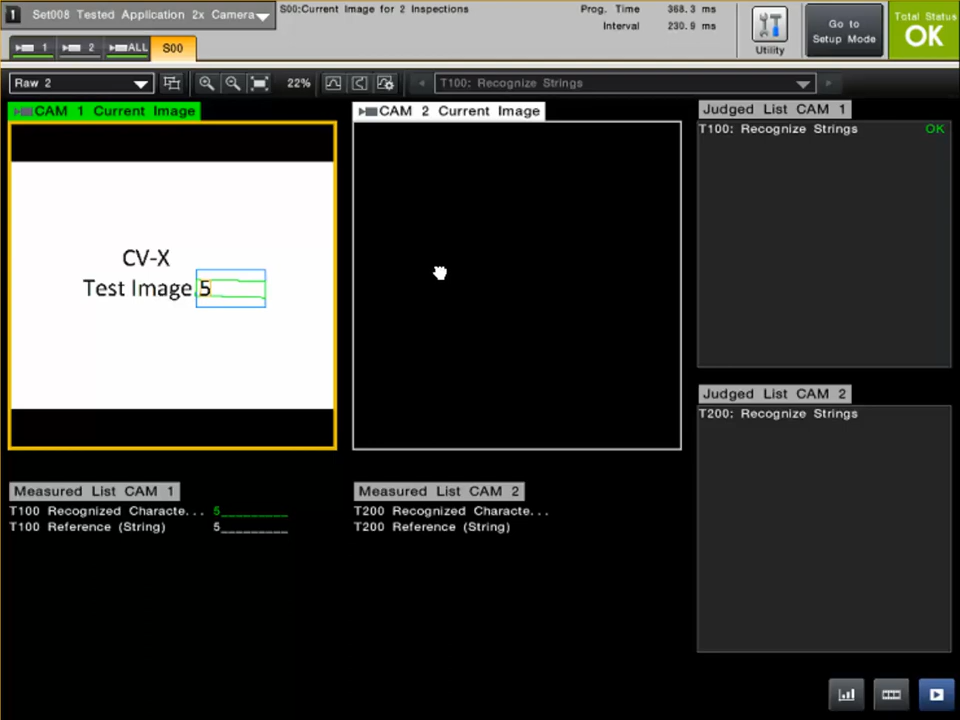 1 Set008 Tested Application 2x Camera
S00:Current Image for 2 Inspections
Prog. Time 368.3 ms
Interval 230.9 ms
Utility
Go to
Setup Mode
Total Status
OK
1 2 ALL S00
Raw 2
22%
T100: Recognize Strings
CAM 1 Current Image
CAM 2 Current Image
Judged List CAM 1
T100: Recognize Strings OK
CV-X
Test Image 5
Judged List CAM 2
T200: Recognize Strings
Measured List CAM 1
T100 Recognized Characte... 5_________
T100 Reference (String) 5_________
Measured List CAM 2
T200 Recognized Characte...
T200 Reference (String)